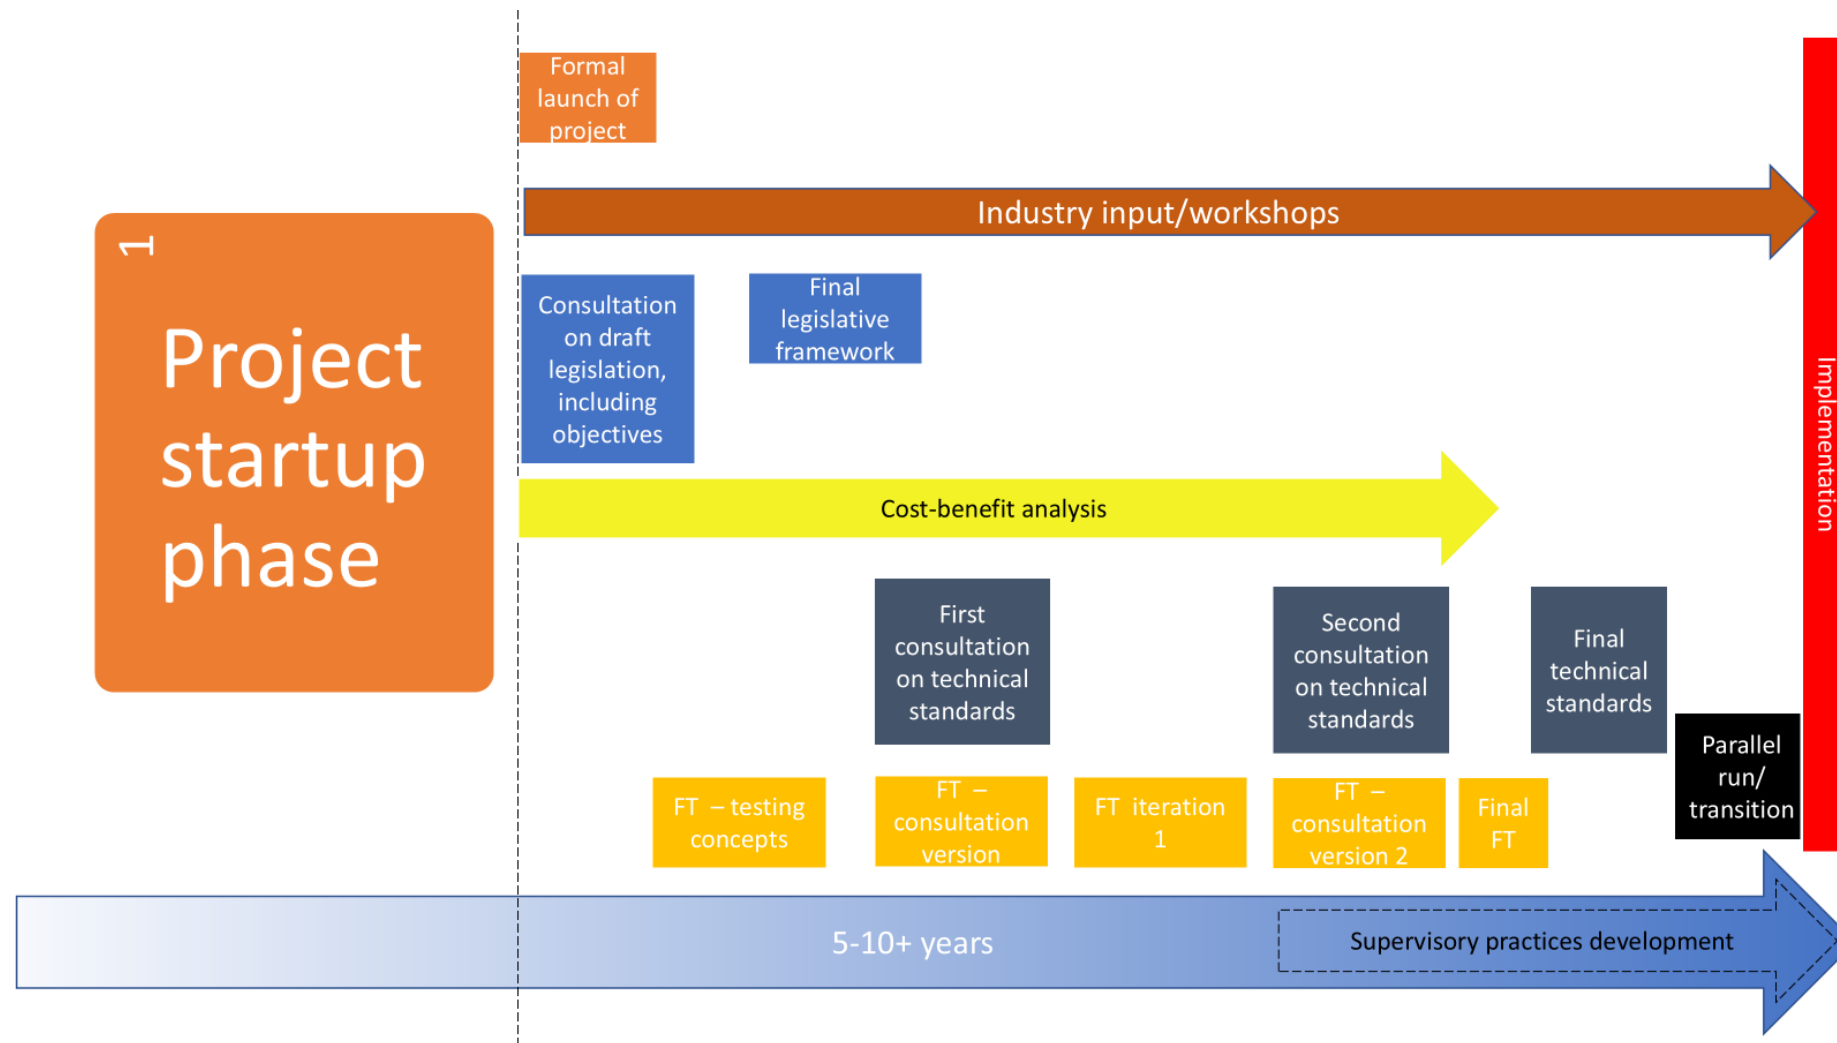 Formal
launch of
project
Industry input/workshops
1
Project
startup
phase
Consultation
on draft
legislation,
including
objectives
Final
legislative
framework
Implementation
Cost-benefit analysis
First
consultation
on technical
standards
Second
consultation
on technical
standards
Final
technical
standards
Parallel
run/
transition
FT – testing
concepts
FT –
consultation
version
FT iteration
1
FT –
consultation
version 2
Final
FT
5-10+ years
Supervisory practices development